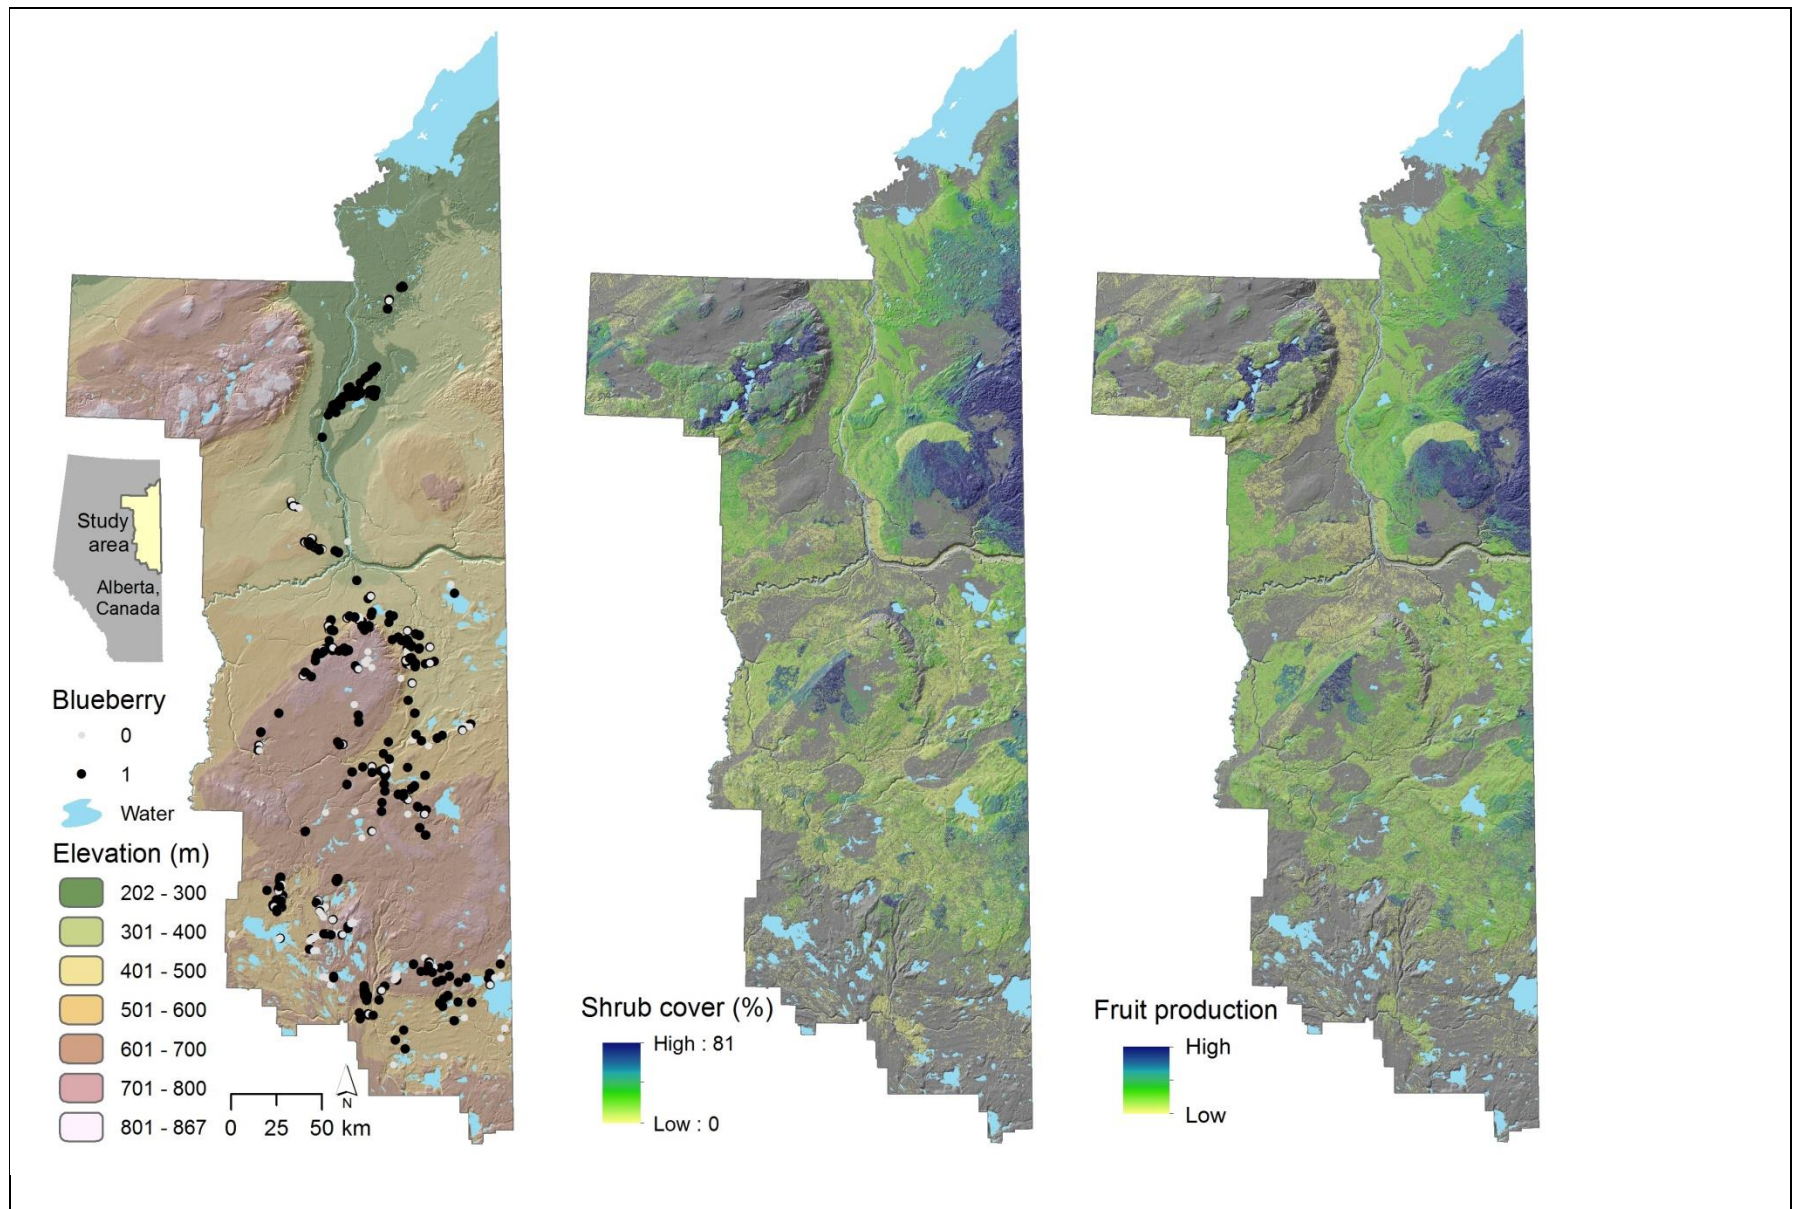 Study
area
Alberta,
Canada
Blueberry
0
1
Water
Elevation (m)
202 - 300
301 - 400
401 - 500
501 - 600
601 - 700
701 - 800
801 - 867
N
0 25 50 km
Shrub cover (%)
High : 81
Low : 0
Fruit production
High
Low